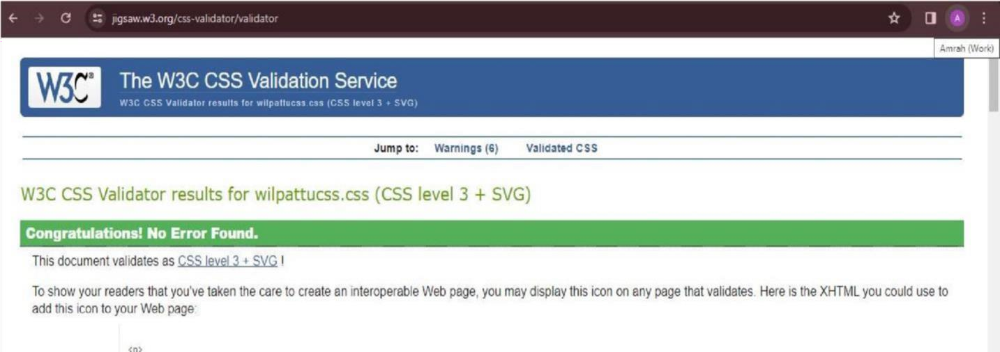 jigsaw.w3.org/css-validator/validator
A
Amrah (Work)
W3C®
The W3C CSS Validation Service
W3C CSS Validator results for wilpattucss.css (CSS level 3 + SVG)
Jump to: Warnings (6) Validated CSS
W3C CSS Validator results for wilpattucss.css (CSS level 3 + SVG)
Congratulations! No Error Found.
This document validates as CSS level 3 + SVG !
To show your readers that you've taken the care to create an interoperable Web page, you may display this icon on any page that validates. Here is the XHTML you could use to
add this icon to your Web page:
<p>